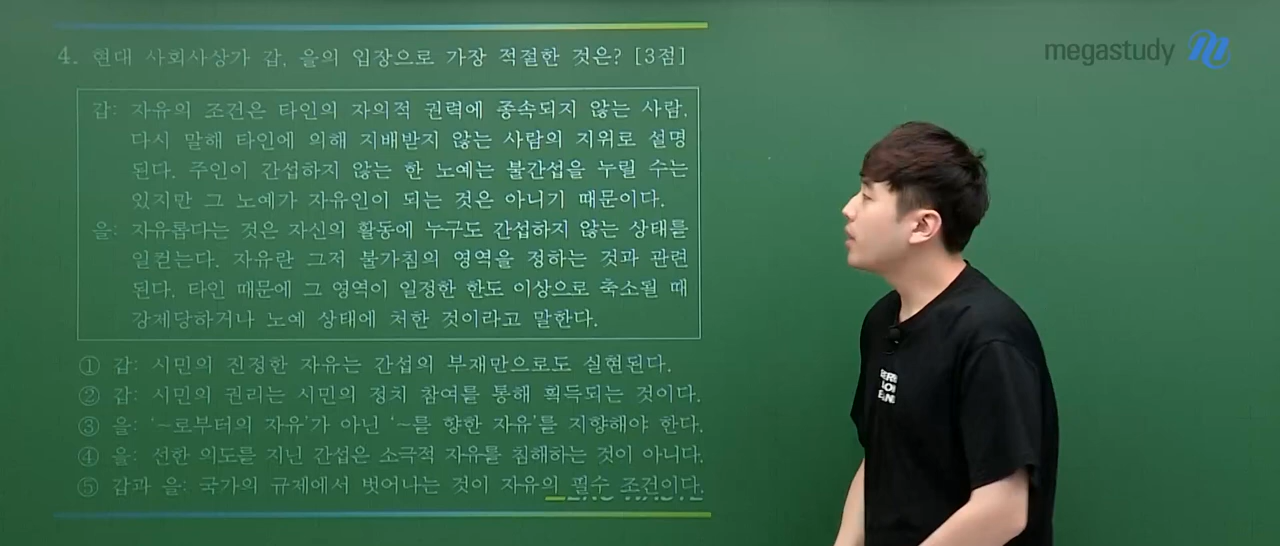 megastudy
4. 현대 사회사상가 갑, 을의 입장으로 가장 적절한 것은? [3점]
갑: 자유의 조건은 타인의 자의적 권력에 종속되지 않는 사람,
다시 말해 타인에 의해 지배받지 않는 사람의 지위로 설명
된다. 주인이 간섭하지 않는 한 노예는 불간섭을 누릴 수는
있지만 그 노예가 자유인이 되는 것은 아니기 때문이다.
을: 자유롭다는 것은 자신의 활동에 누구도 간섭하지 않는 상태를
일컫는다. 자유란 그저 불가침의 영역을 정하는 것과 관련
된다. 타인 때문에 그 영역이 일정한 한도 이상으로 축소될 때
강제당하거나 노예 상태에 처한 것이라고 말한다.
① 갑: 시민의 진정한 자유는 간섭의 부재만으로도 실현된다.
② 갑: 시민의 권리는 시민의 정치 참여를 통해 획득되는 것이다.
③ 을: '~로부터의 자유'가 아닌 '~를 향한 자유'를 지향해야 한다.
④ 을: 선한 의도를 지닌 간섭은 소극적 자유를 침해하는 것이 아니다.
⑤ 갑과 을: 국가의 규제에서 벗어나는 것이 자유의 필수 조건이다.